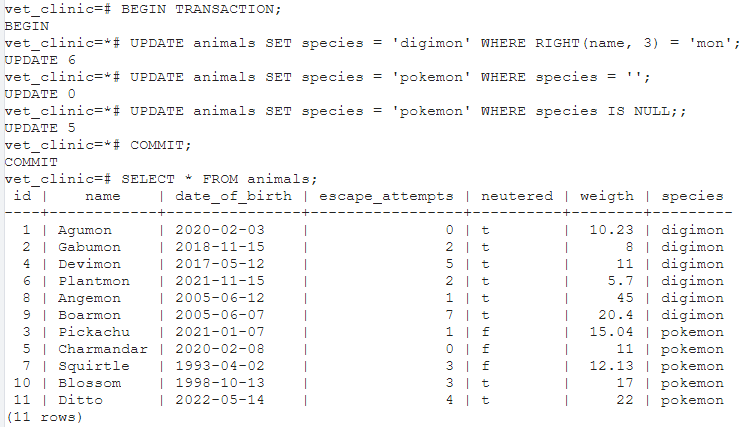 vet_clinic=# BEGIN TRANSACTION;
BEGIN
vet_clinic=*# UPDATE animals SET species = 'digimon' WHERE RIGHT(name, 3) = 'mon';
UPDATE 6
vet_clinic=*# UPDATE animals SET species = 'pokemon' WHERE species = '';
UPDATE 0
vet_clinic=*# UPDATE animals SET species = 'pokemon' WHERE species IS NULL;;
UPDATE 5
vet_clinic=*# COMMIT;
COMMIT
vet_clinic=# SELECT * FROM animals;
 id |    name    | date_of_birth | escape_attempts | neutered | weigth | species
----+------------+---------------+-----------------+----------+--------+---------
  1 | Agumon     | 2020-02-03    |               0 | t        |  10.23 | digimon
  2 | Gabumon    | 2018-11-15    |               2 | t        |      8 | digimon
  4 | Devimon    | 2017-05-12    |               5 | t        |     11 | digimon
  6 | Plantmon   | 2021-11-15    |               2 | t        |    5.7 | digimon
  8 | Angemon    | 2005-06-12    |               1 | t        |     45 | digimon
  9 | Boarmon    | 2005-06-07    |               7 | t        |   20.4 | digimon
  3 | Pickachu   | 2021-01-07    |               1 | f        |  15.04 | pokemon
  5 | Charmandar | 2020-02-08    |               0 | f        |     11 | pokemon
  7 | Squirtle   | 1993-04-02    |               3 | f        |  12.13 | pokemon
 10 | Blossom    | 1998-10-13    |               3 | t        |     17 | pokemon
 11 | Ditto      | 2022-05-14    |               4 | t        |     22 | pokemon
(11 rows)